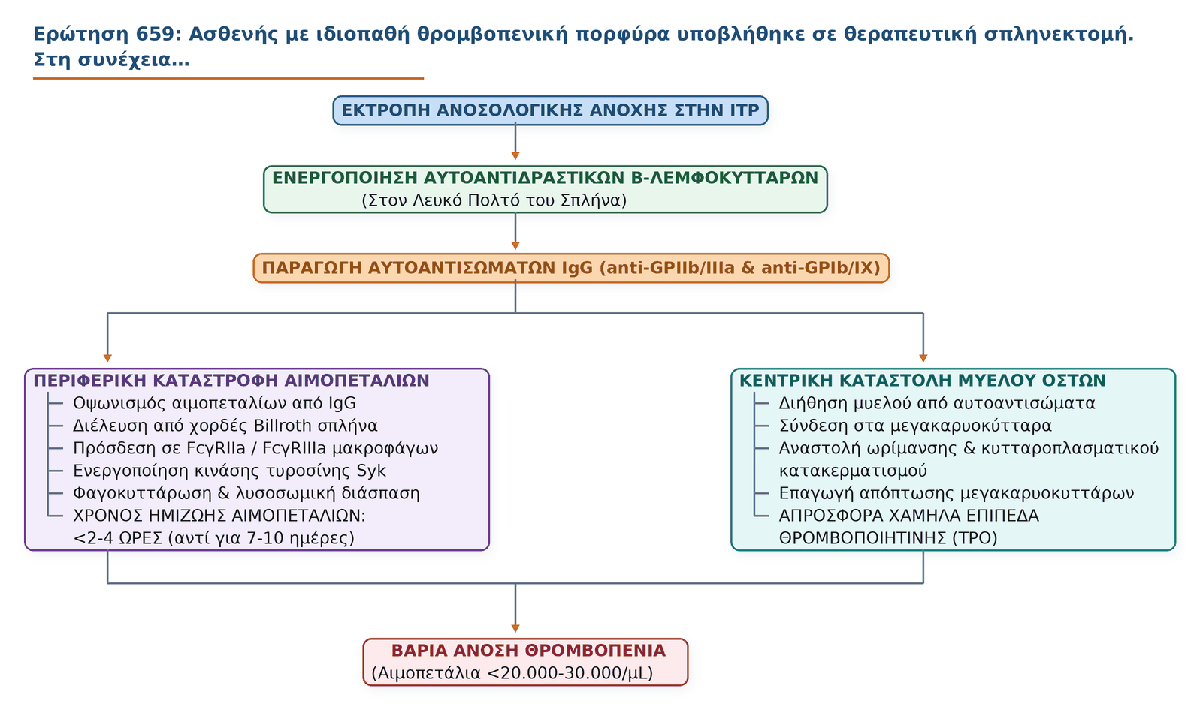 Ερώτηση 659: Ασθενής με ιδιοπαθή θρομβοπενική πορφύρα υποβλήθηκε σε θεραπευτική σπληνεκτομή.
Στη συνέχεια...
ΕΚΤΡΟΠΗ ΑΝΟΣΟΛΟΓΙΚΗΣ ΑΝΟΧΗΣ ΣΤΗΝ ITP
ΕΝΕΡΓΟΠΟΙΗΣΗ ΑΥΤΟΑΝΤΙΔΡΑΣΤΙΚΩΝ Β-ΛΕΜΦΟΚΥΤΤΑΡΩΝ
(Στον Λευκό Πολτό του Σπλήνα)
ΠΑΡΑΓΩΓΗ ΑΥΤΟΑΝΤΙΣΩΜΑΤΩΝ IgG (anti-GPIIb/IIIa & anti-GPIb/IX)
ΠΕΡΙΦΕΡΙΚΗ ΚΑΤΑΣΤΡΟΦΗ ΑΙΜΟΠΕΤΑΛΙΩΝ
Οψωνισμός αιμοπεταλίων από IgG
Διέλευση από χορδές Billroth σπλήνα
Πρόσδεση σε FcγRIIa / FcγRIIIa μακροφάγων
Ενεργοποίηση κινάσης τυροσίνης Syk
Φαγοκυττάρωση & λυσοσωμική διάσπαση
ΧΡΟΝΟΣ ΗΜΙΖΩΗΣ ΑΙΜΟΠΕΤΑΛΙΩΝ:
<2-4 ΩΡΕΣ (αντί για 7-10 ημέρες)
ΚΕΝΤΡΙΚΗ ΚΑΤΑΣΤΟΛΗ ΜΥΕΛΟΥ ΟΣΤΩΝ
Διήθηση μυελού από αυτοαντισώματα
Σύνδεση στα μεγακαρυοκύτταρα
Αναστολή ωρίμανσης & κυτταροπλασματικού
κατακερματισμού
Επαγωγή απόπτωσης μεγακαρυοκυττάρων
ΑΠΡΟΣΦΟΡΑ ΧΑΜΗΛΑ ΕΠΙΠΕΔΑ
ΘΡΟΜΒΟΠΟΙΗΤΙΝΗΣ (TPO)
ΒΑΡΙΑ ΑΝΟΣΗ ΘΡΟΜΒΟΠΕΝΙΑ
(Αιμοπετάλια <20.000-30.000/μL)